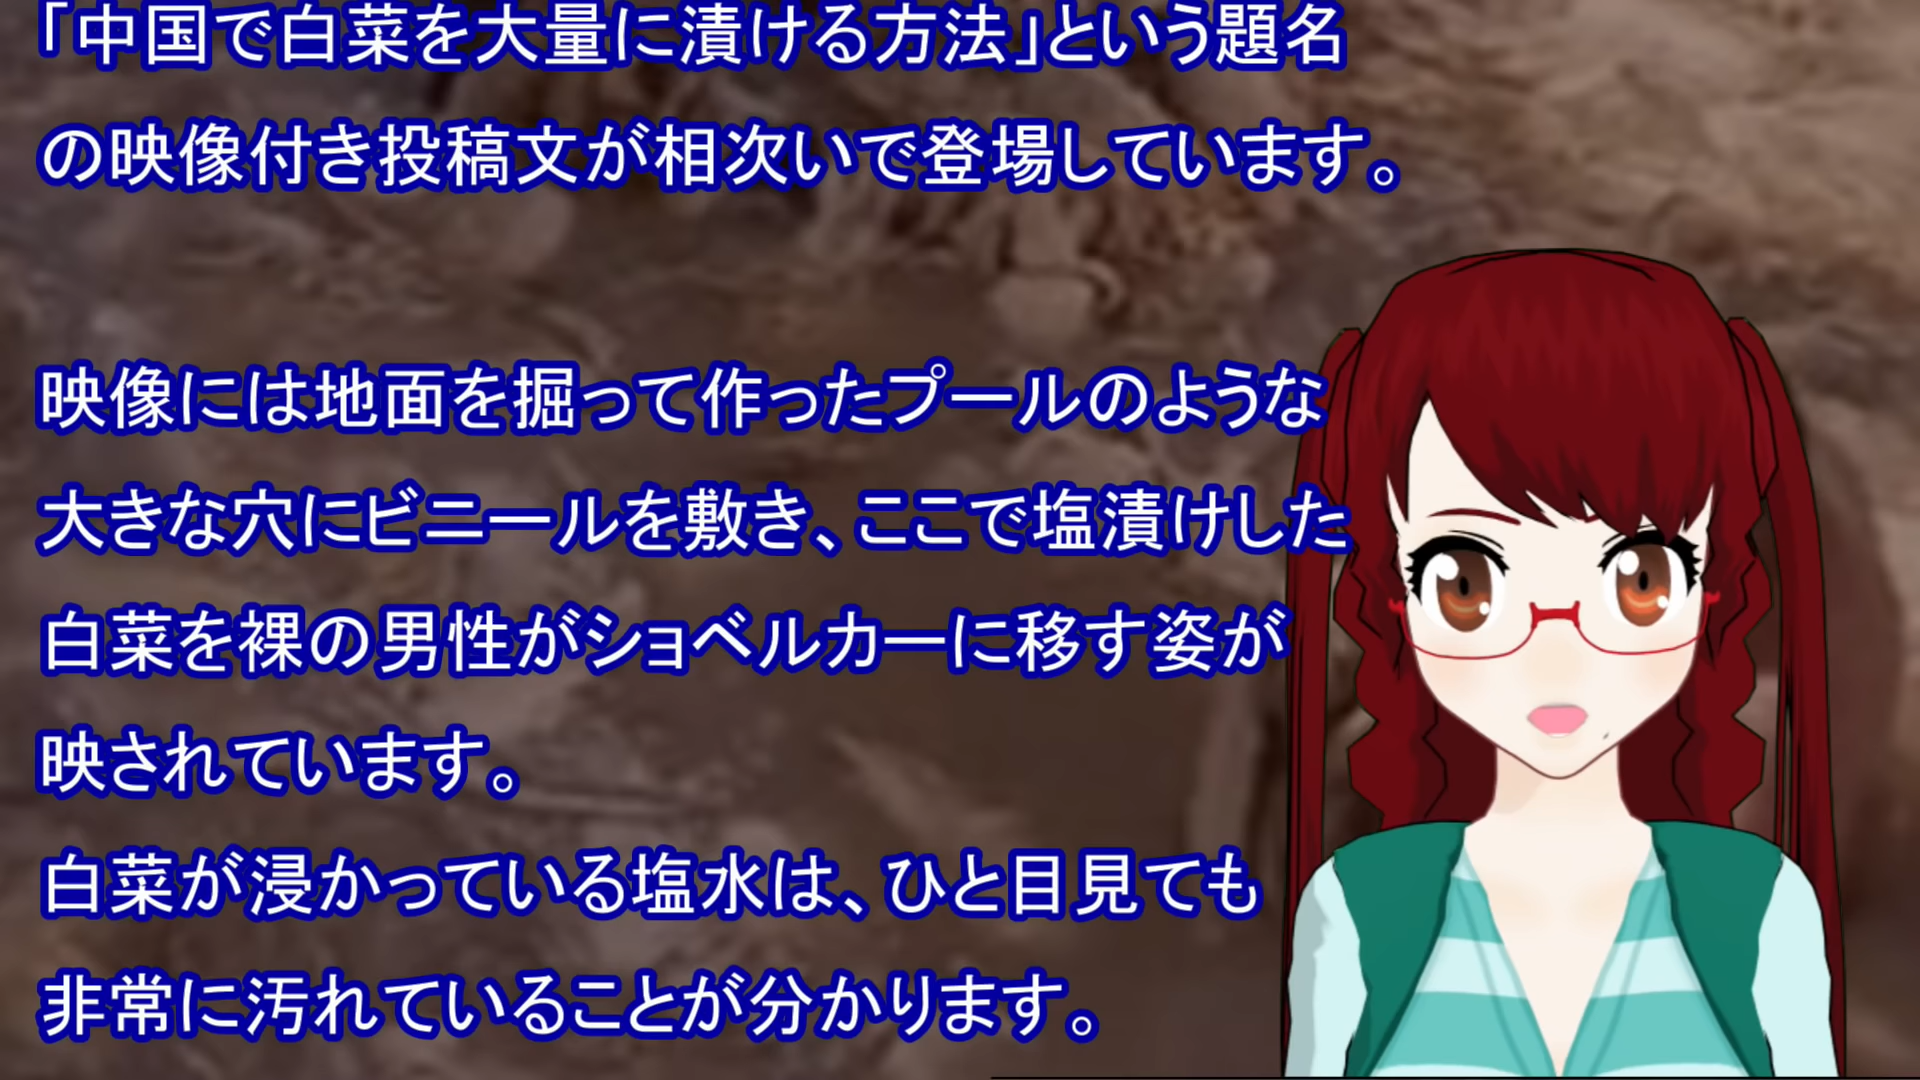 「中国で白菜を大量に漬ける方法」という題名
の映像付き投稿文が相次いで登場しています。
映像には地面を掘って作ったプールのような
大きな穴にビニールを敷き、ここで塩漬けした
白菜を裸の男性がショベルカーに移す姿が
映されています。
白菜が浸かっている塩水は、ひと目見ても
非常に汚れていることが分かります。